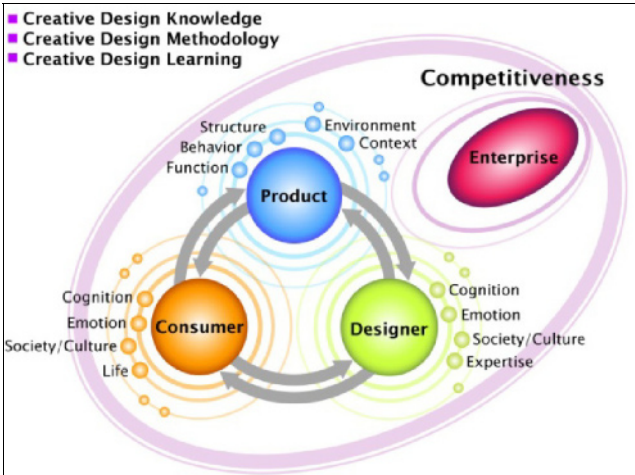 Creative Design Knowledge
Creative Design Methodology
Creative Design Learning
Competitiveness
Enterprise
Structure
Behavior
Function
Environment
Context
Product
Cognition
Emotion
Society/Culture
Life
Consumer
Designer
Cognition
Emotion
Society/Culture
Expertise